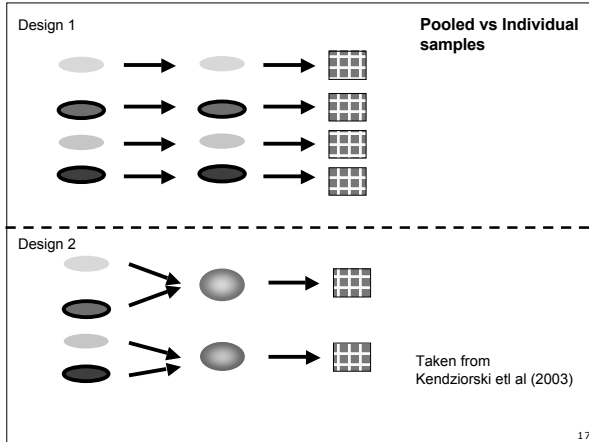 Design 1
Pooled vs Individual
samples
Design 2
Taken from
Kendziorski etl al (2003)
17